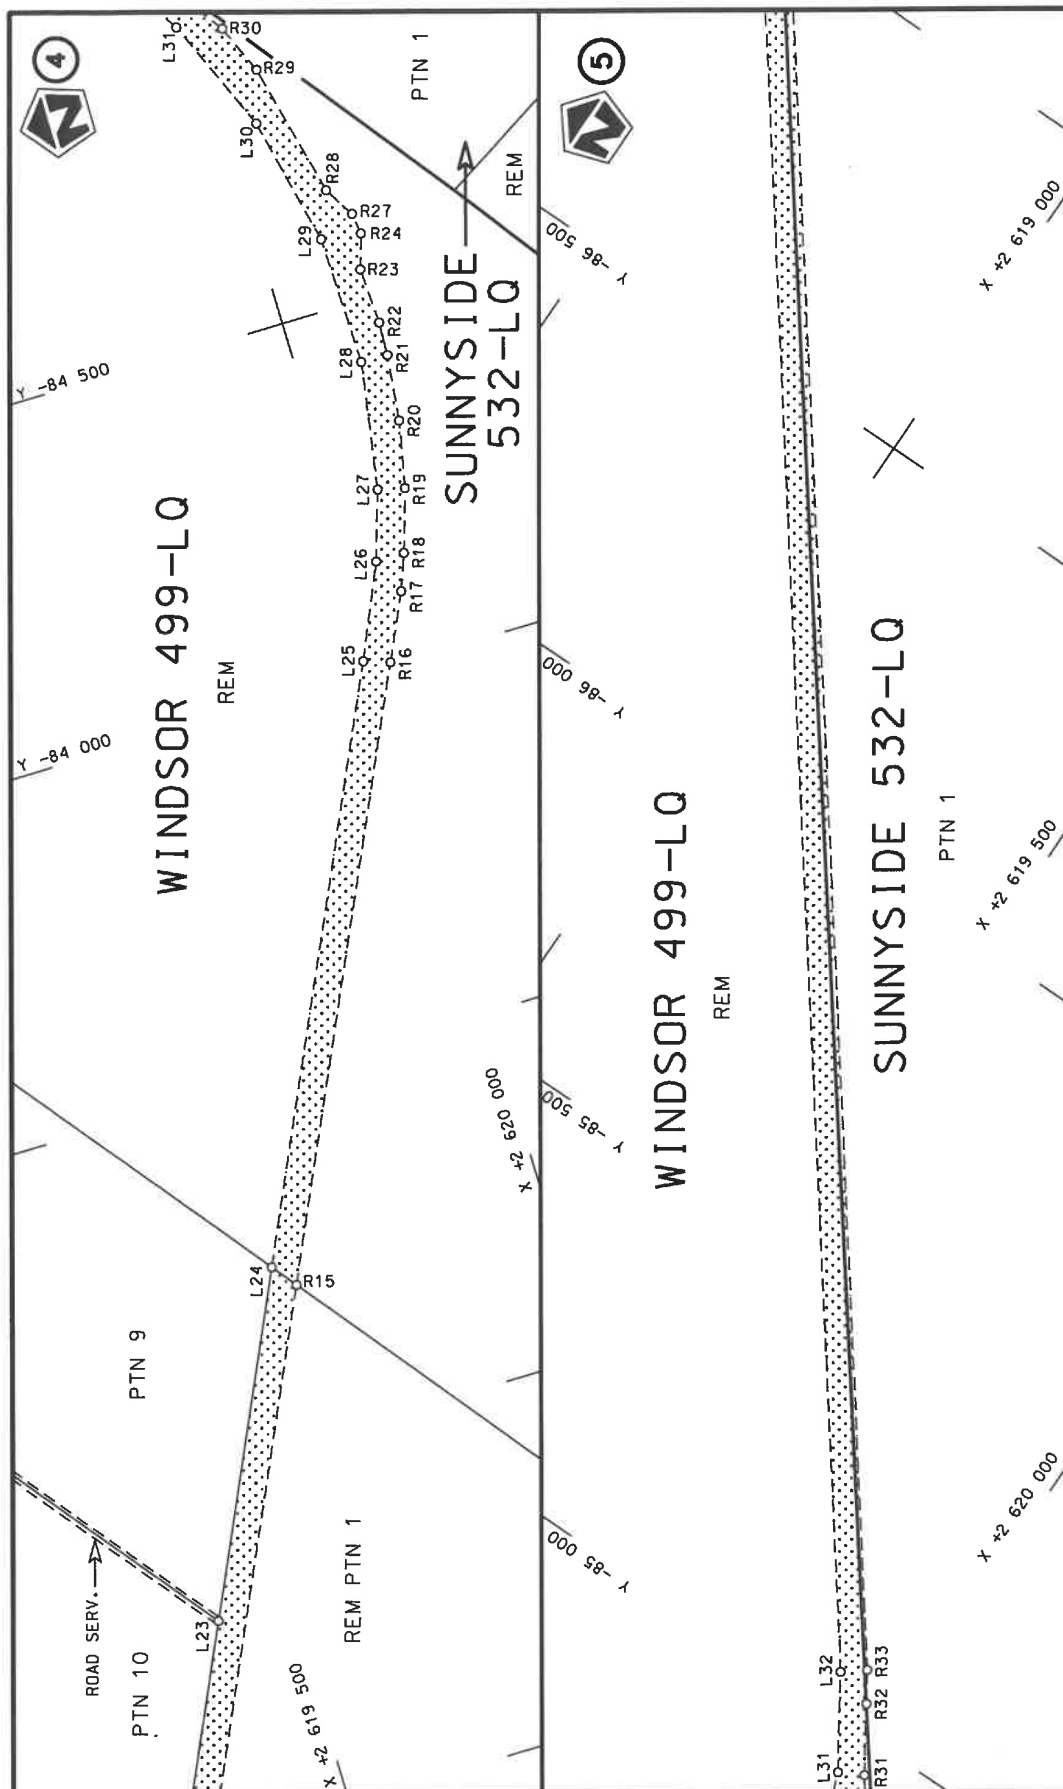 4
N
L31
R30
R29
L30
R28
R27
R24
L29
R23
R22
R21
L28
R20
R19
L27
R18
L26
R17
L25
R16
PTN 1
REM
SUNNYSIDE
532-LQ
Y -84 500
WINDSOR 499-LQ
REM
Y -84 000
X +2 620 000
L24
R15
PTN 9
ROAD SERV.
L23
PTN 10
REM PTN 1
X +2 619 500
5
N
Y -86 500
X +2 619 000
Y -86 000
WINDSOR 499-LQ
REM
SUNNYSIDE 532-LQ
PTN 1
X +2 619 500
Y -85 500
Y -85 000
X +2 620 000
L32
R33
R32
L31
R31